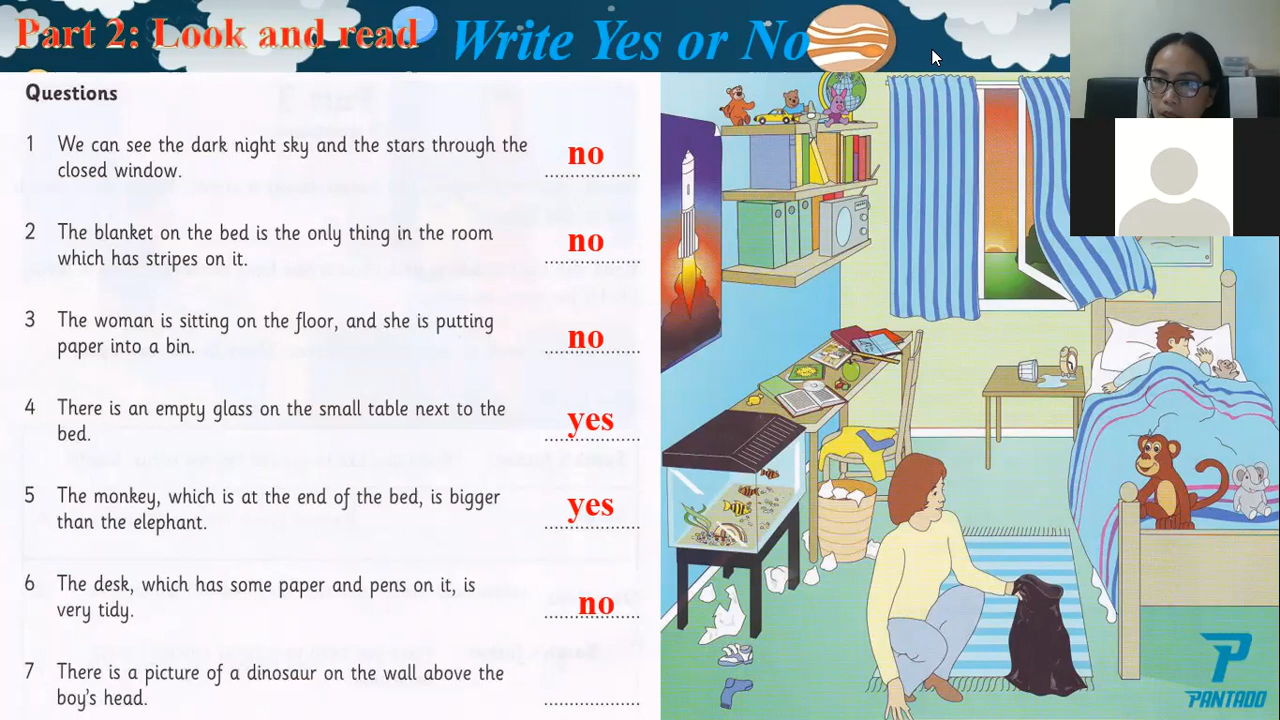 Part 2: Look and read
Write Yes or No
Questions
1 We can see the dark night sky and the stars through the
closed window.
no
2 The blanket on the bed is the only thing in the room
which has stripes on it.
no
3 The woman is sitting on the floor, and she is putting
paper into a bin.
no
4 There is an empty glass on the small table next to the
bed.
yes
5 The monkey, which is at the end of the bed, is bigger
than the elephant.
yes
6 The desk, which has some paper and pens on it, is
very tidy.
no
7 There is a picture of a dinosaur on the wall above the
boy's head.
PANTADO